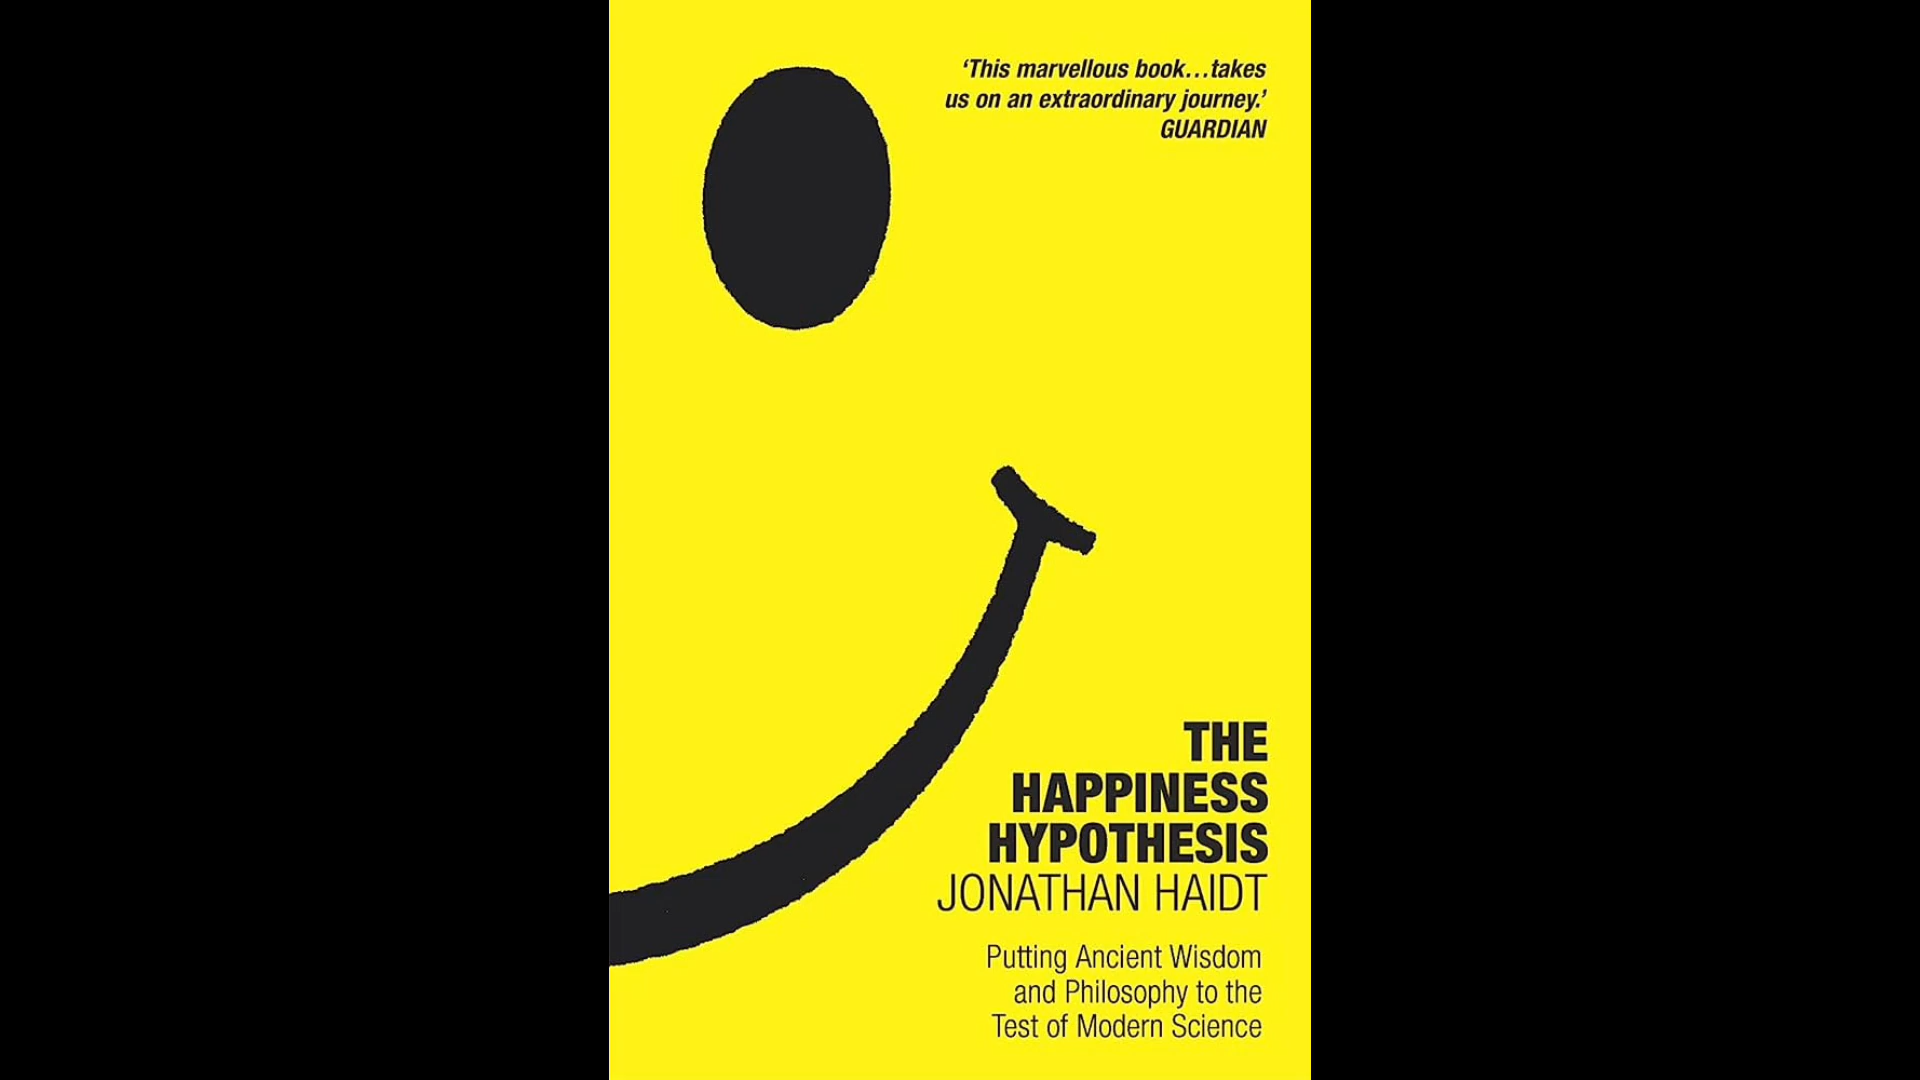 ‘This marvellous book…takes
us on an extraordinary journey.’
GUARDIAN
THE
HAPPINESS
HYPOTHESIS
JONATHAN HAIDT
Putting Ancient Wisdom
and Philosophy to the
Test of Modern Science